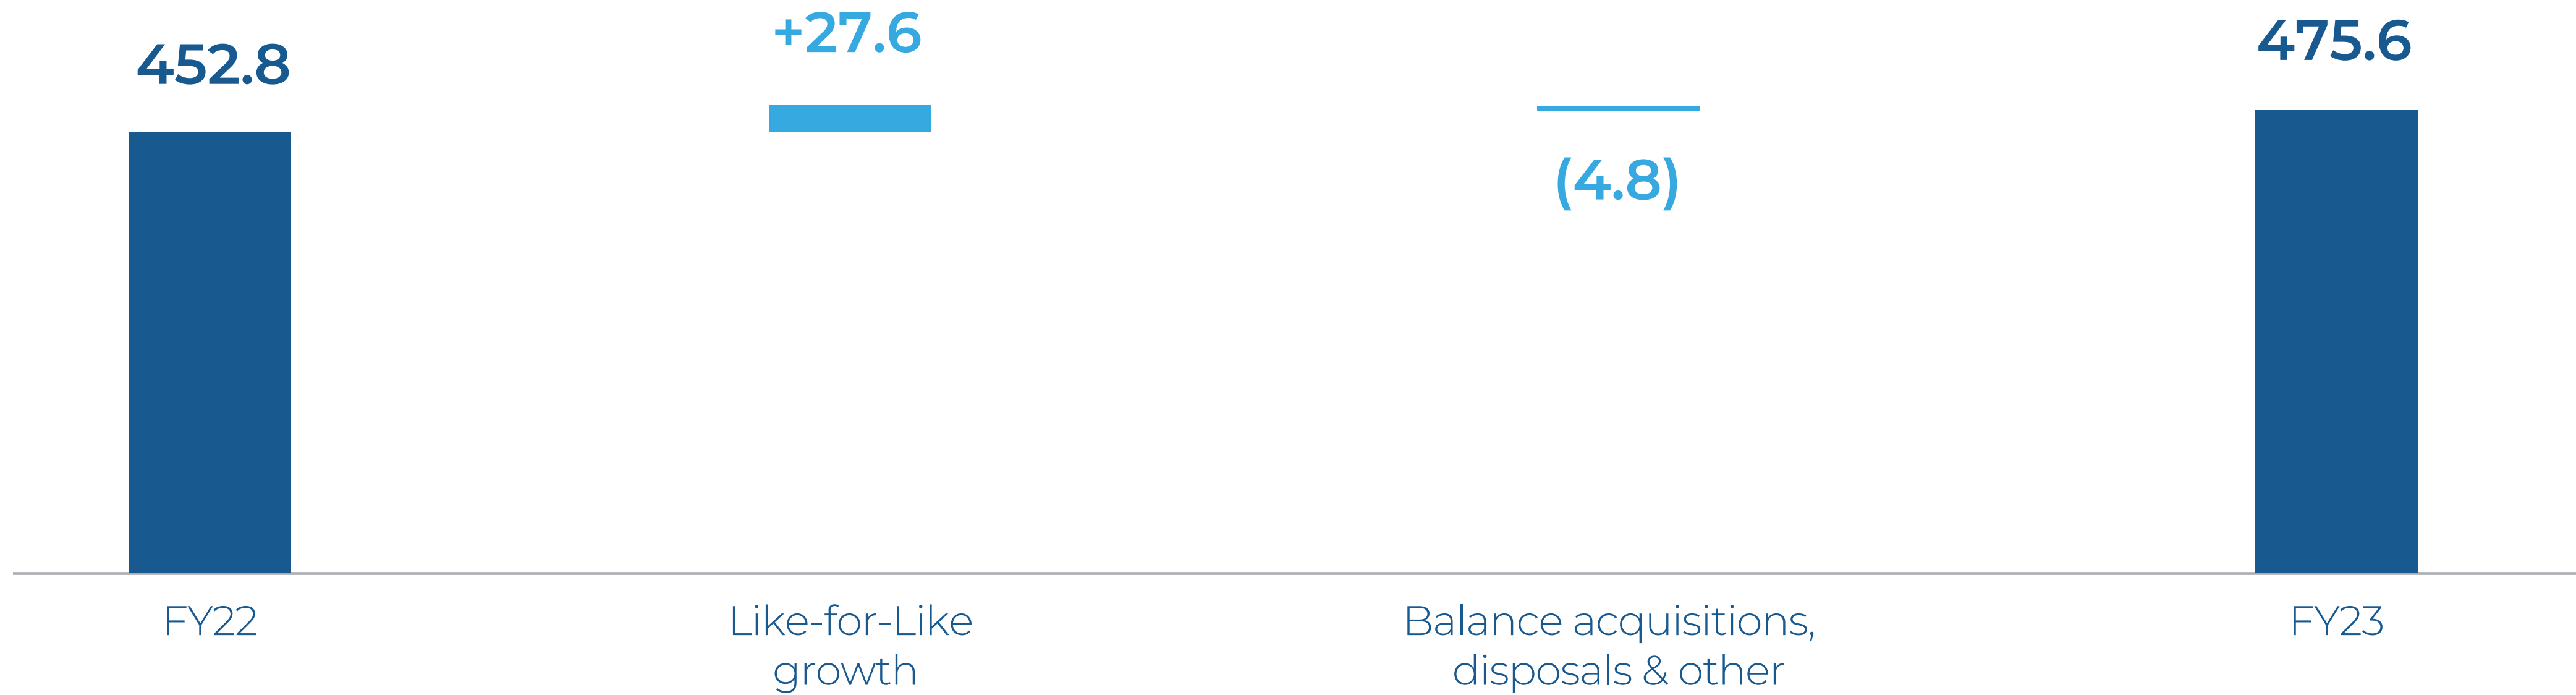 452.8
+27.6
(4.8)
475.6
FY22
Like-for-Like
growth
Balance acquisitions,
disposals & other
FY23